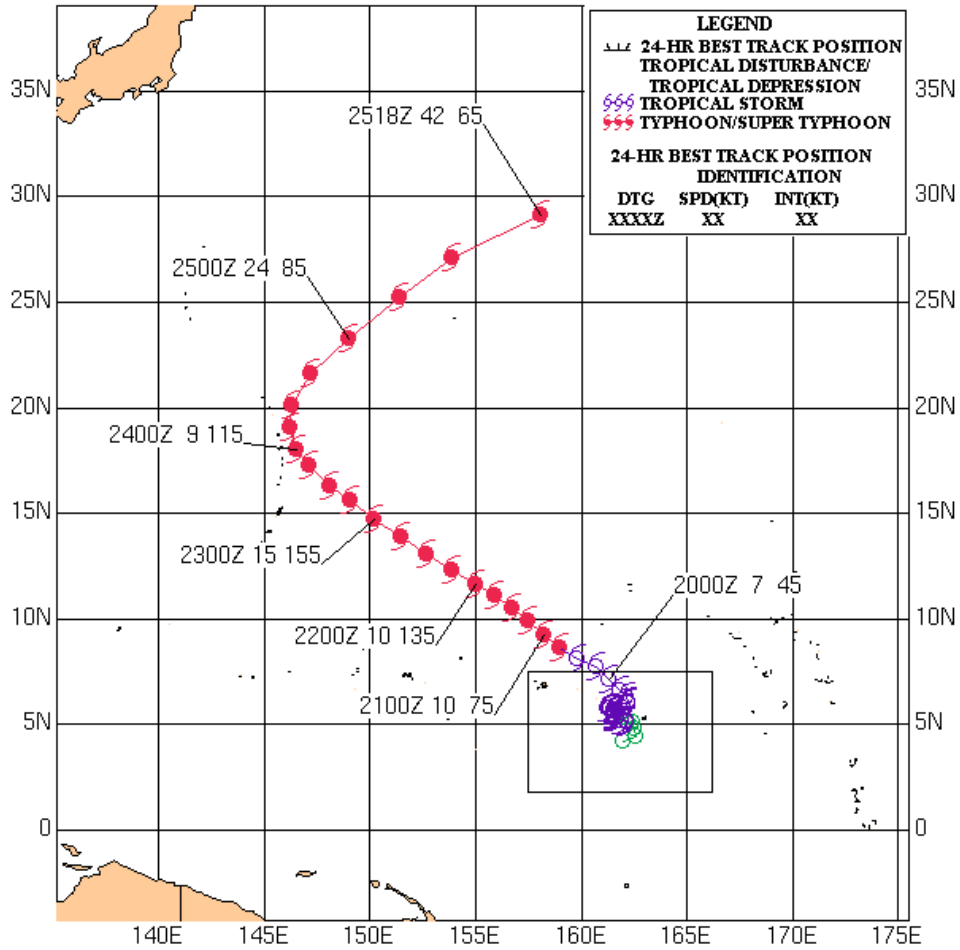 LEGEND
24-HR BEST TRACK POSITION
TROPICAL DISTURBANCE/
TROPICAL DEPRESSION
TROPICAL STORM
TYPHOON/SUPER TYPHOON
24-HR BEST TRACK POSITION
IDENTIFICATION
DTG SPD(KT) INT(KT)
XXXXZ XX XX
35N 35N
2518Z 42 65
30N 30N
2500Z 24 85
25N 25N
20N 20N
2400Z 9 115
15N 15N
2300Z 15 155
2000Z 7 45
10N 10N
2200Z 10 135
2100Z 10 75
5N 5N
0 0
140E 145E 150E 155E 160E 165E 170E 175E